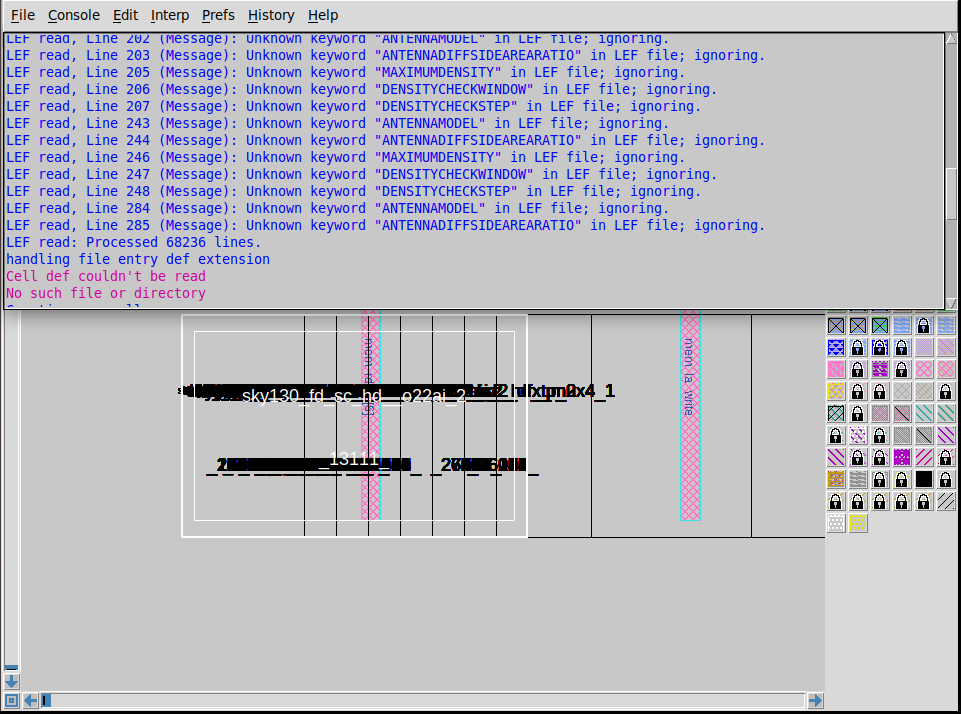 File Console Edit Interp Prefs History Help
LEF read, Line 202 (Message): Unknown keyword "ANTENNAMODEL" in LEF file; ignoring.
LEF read, Line 203 (Message): Unknown keyword "ANTENNADIFFSIDEAREARATIO" in LEF file; ignoring.
LEF read, Line 205 (Message): Unknown keyword "MAXIMUMDENSITY" in LEF file; ignoring.
LEF read, Line 206 (Message): Unknown keyword "DENSITYCHECKWINDOW" in LEF file; ignoring.
LEF read, Line 207 (Message): Unknown keyword "DENSITYCHECKSTEP" in LEF file; ignoring.
LEF read, Line 243 (Message): Unknown keyword "ANTENNAMODEL" in LEF file; ignoring.
LEF read, Line 244 (Message): Unknown keyword "ANTENNADIFFSIDEAREARATIO" in LEF file; ignoring.
LEF read, Line 246 (Message): Unknown keyword "MAXIMUMDENSITY" in LEF file; ignoring.
LEF read, Line 247 (Message): Unknown keyword "DENSITYCHECKWINDOW" in LEF file; ignoring.
LEF read, Line 248 (Message): Unknown keyword "DENSITYCHECKSTEP" in LEF file; ignoring.
LEF read, Line 284 (Message): Unknown keyword "ANTENNAMODEL" in LEF file; ignoring.
LEF read, Line 285 (Message): Unknown keyword "ANTENNADIFFSIDEAREARATIO" in LEF file; ignoring.
LEF read: Processed 68236 lines.
handling file entry def extension
Cell def couldn't be read
No such file or directory
mem_la_write
sky130_fd_sc_hd__o22ai_2
_13111_